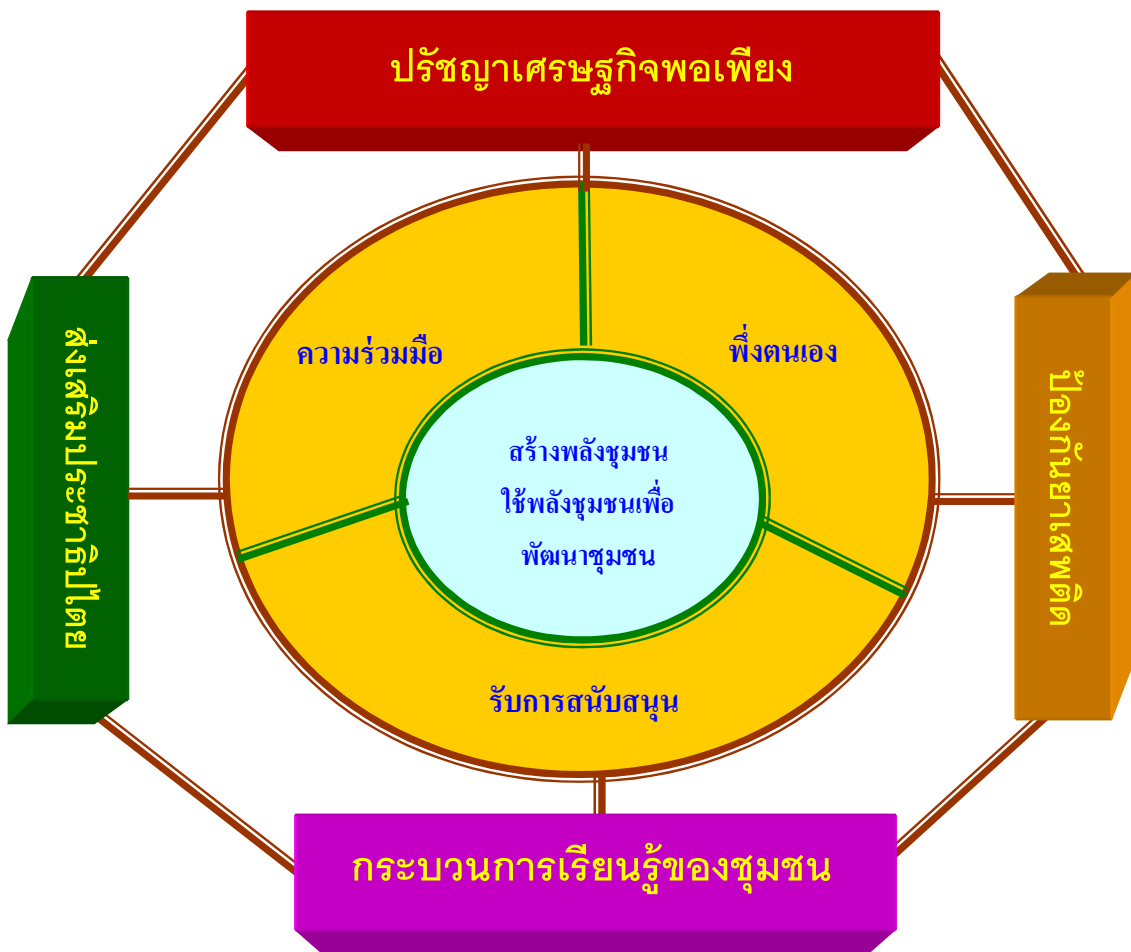 ปรัชญาเศรษฐกิจพอเพียง
ส่งเสริมประชาธิปไตย
ความร่วมมือ
พึ่งตนเอง
ป้องกันยาเสพติด
สร้างพลังชุมชน
ใช้พลังชุมชนเพื่อ
พัฒนาชุมชน
รับการสนับสนุน
กระบวนการเรียนรู้ของชุมชน